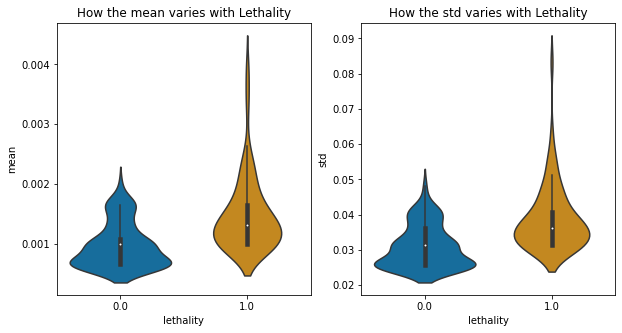 How the mean varies with Lethality
0.004
0.003
0.002
0.001
mean
0.0 1.0
lethality
How the std varies with Lethality
0.09
0.08
0.07
0.06
0.05
0.04
0.03
0.02
std
0.0 1.0
lethality